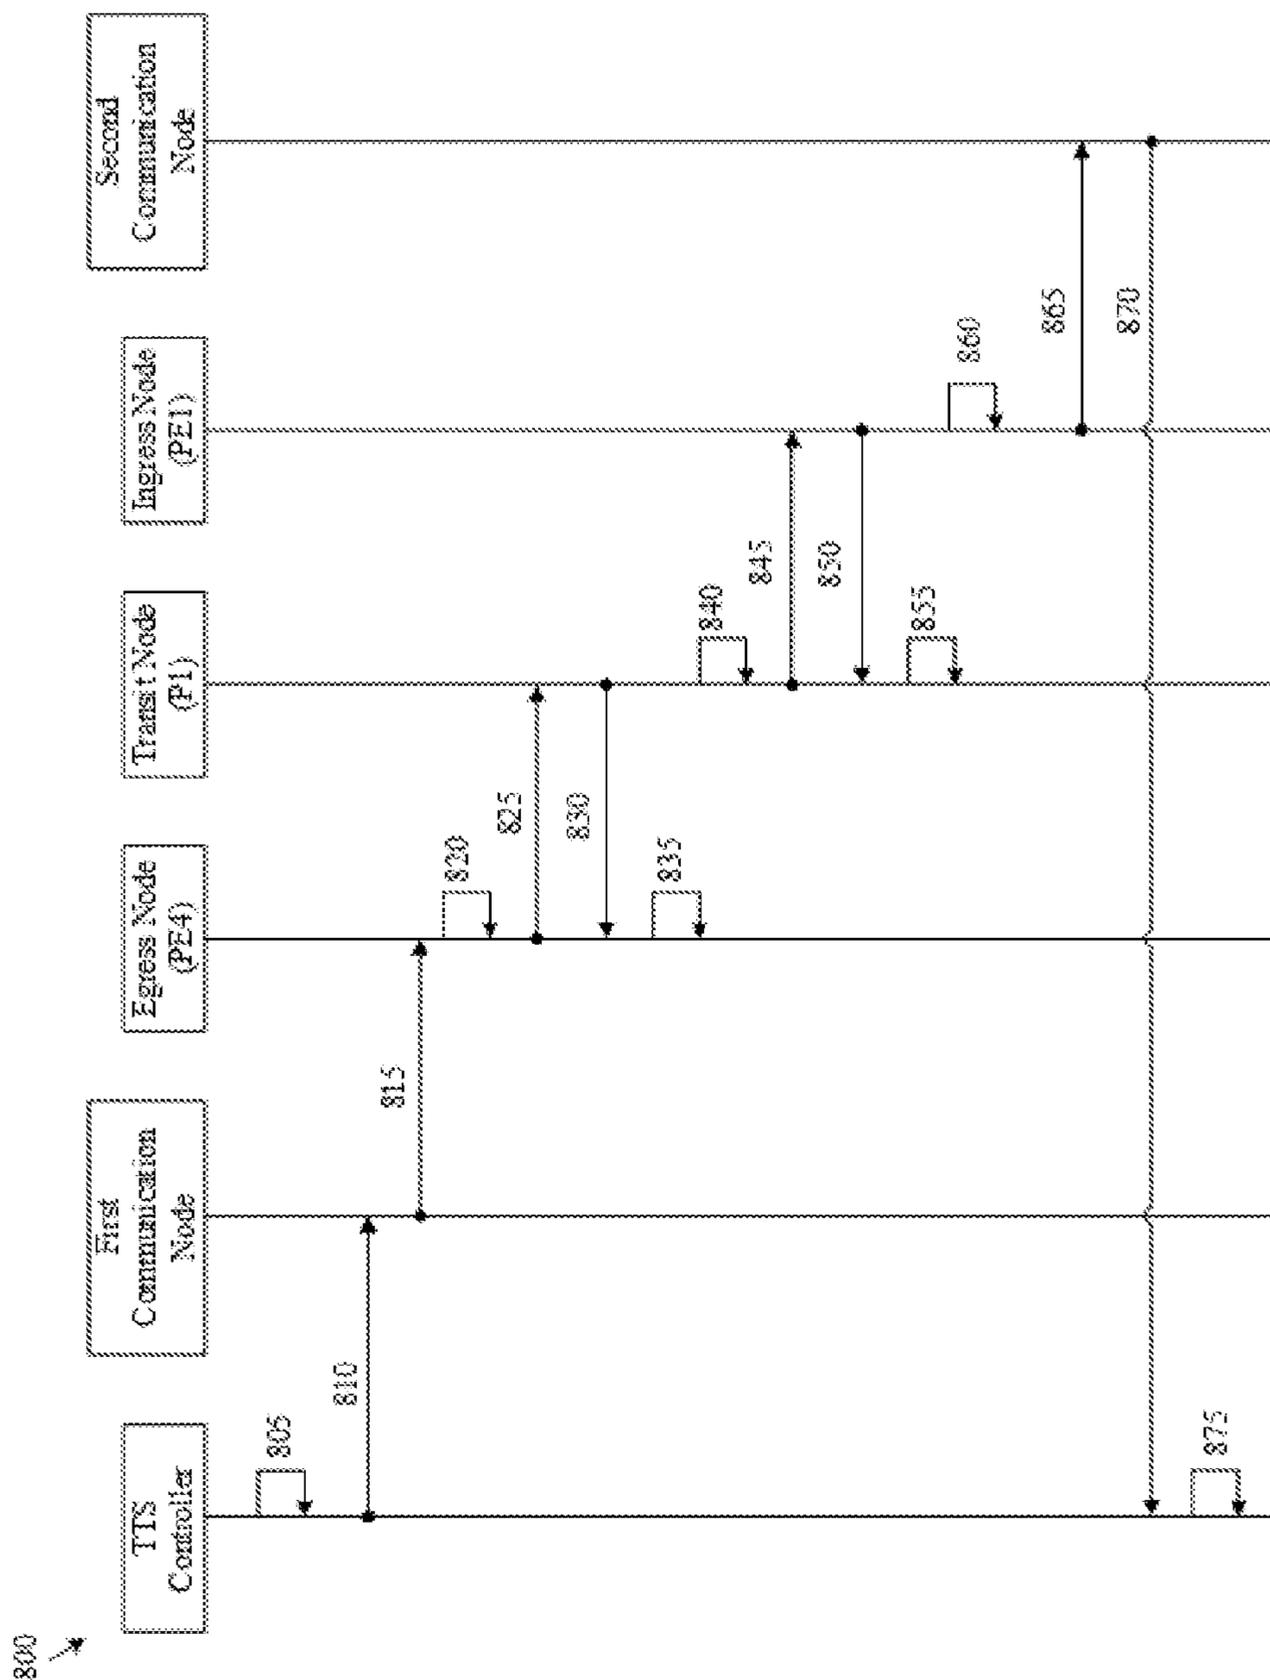 800
TTS
Controller
First
Communication
Node
Egress Node
(PE4)
Transit Node
(P1)
Ingress Node
(PE1)
Second
Communication
Node
805
810
815
820
825
830
835
840
845
850
855
860
865
870
875